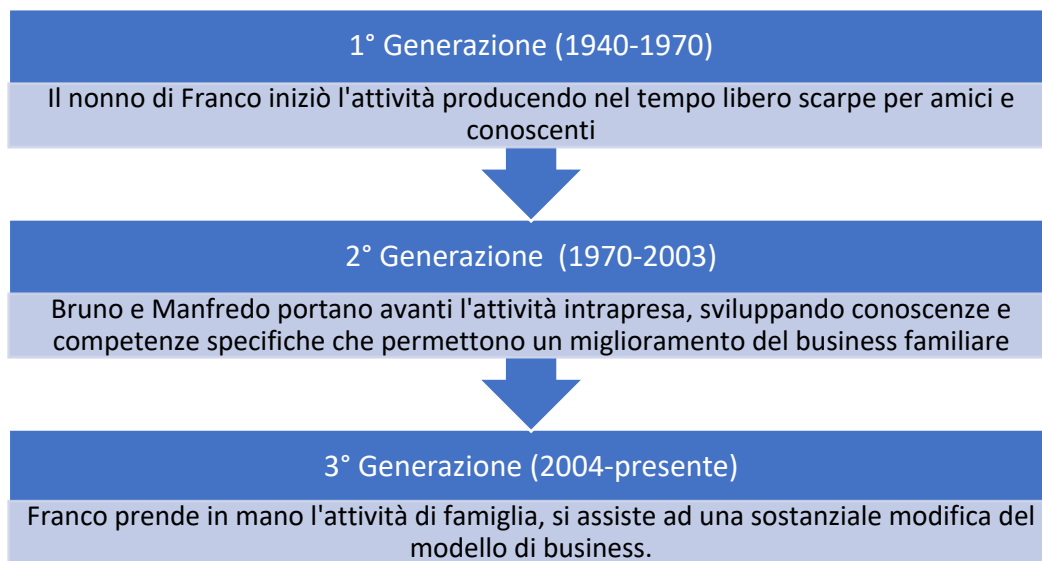 1° Generazione (1940-1970)
Il nonno di Franco iniziò l'attività producendo nel tempo libero scarpe per amici e
conoscenti
2° Generazione  (1970-2003)
Bruno e Manfredo portano avanti l'attività intrapresa, sviluppando conoscenze e
competenze specifiche che permettono un miglioramento del business familiare
3° Generazione (2004-presente)
Franco prende in mano l'attività di famiglia, si assiste ad una sostanziale modifica del
modello di business.